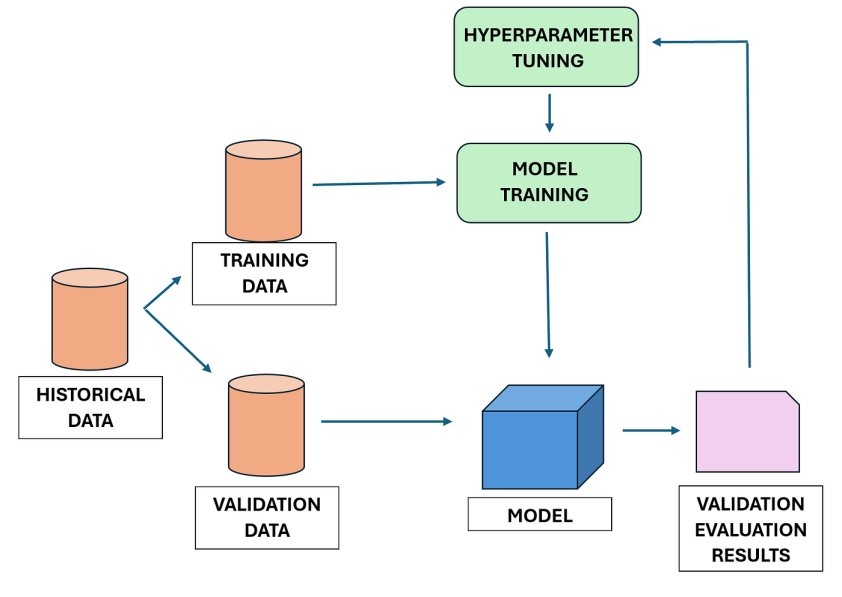 HYPERPARAMETER
TUNING
MODEL
TRAINING
TRAINING
DATA
HISTORICAL
DATA
VALIDATION
DATA
MODEL
VALIDATION
EVALUATION
RESULTS